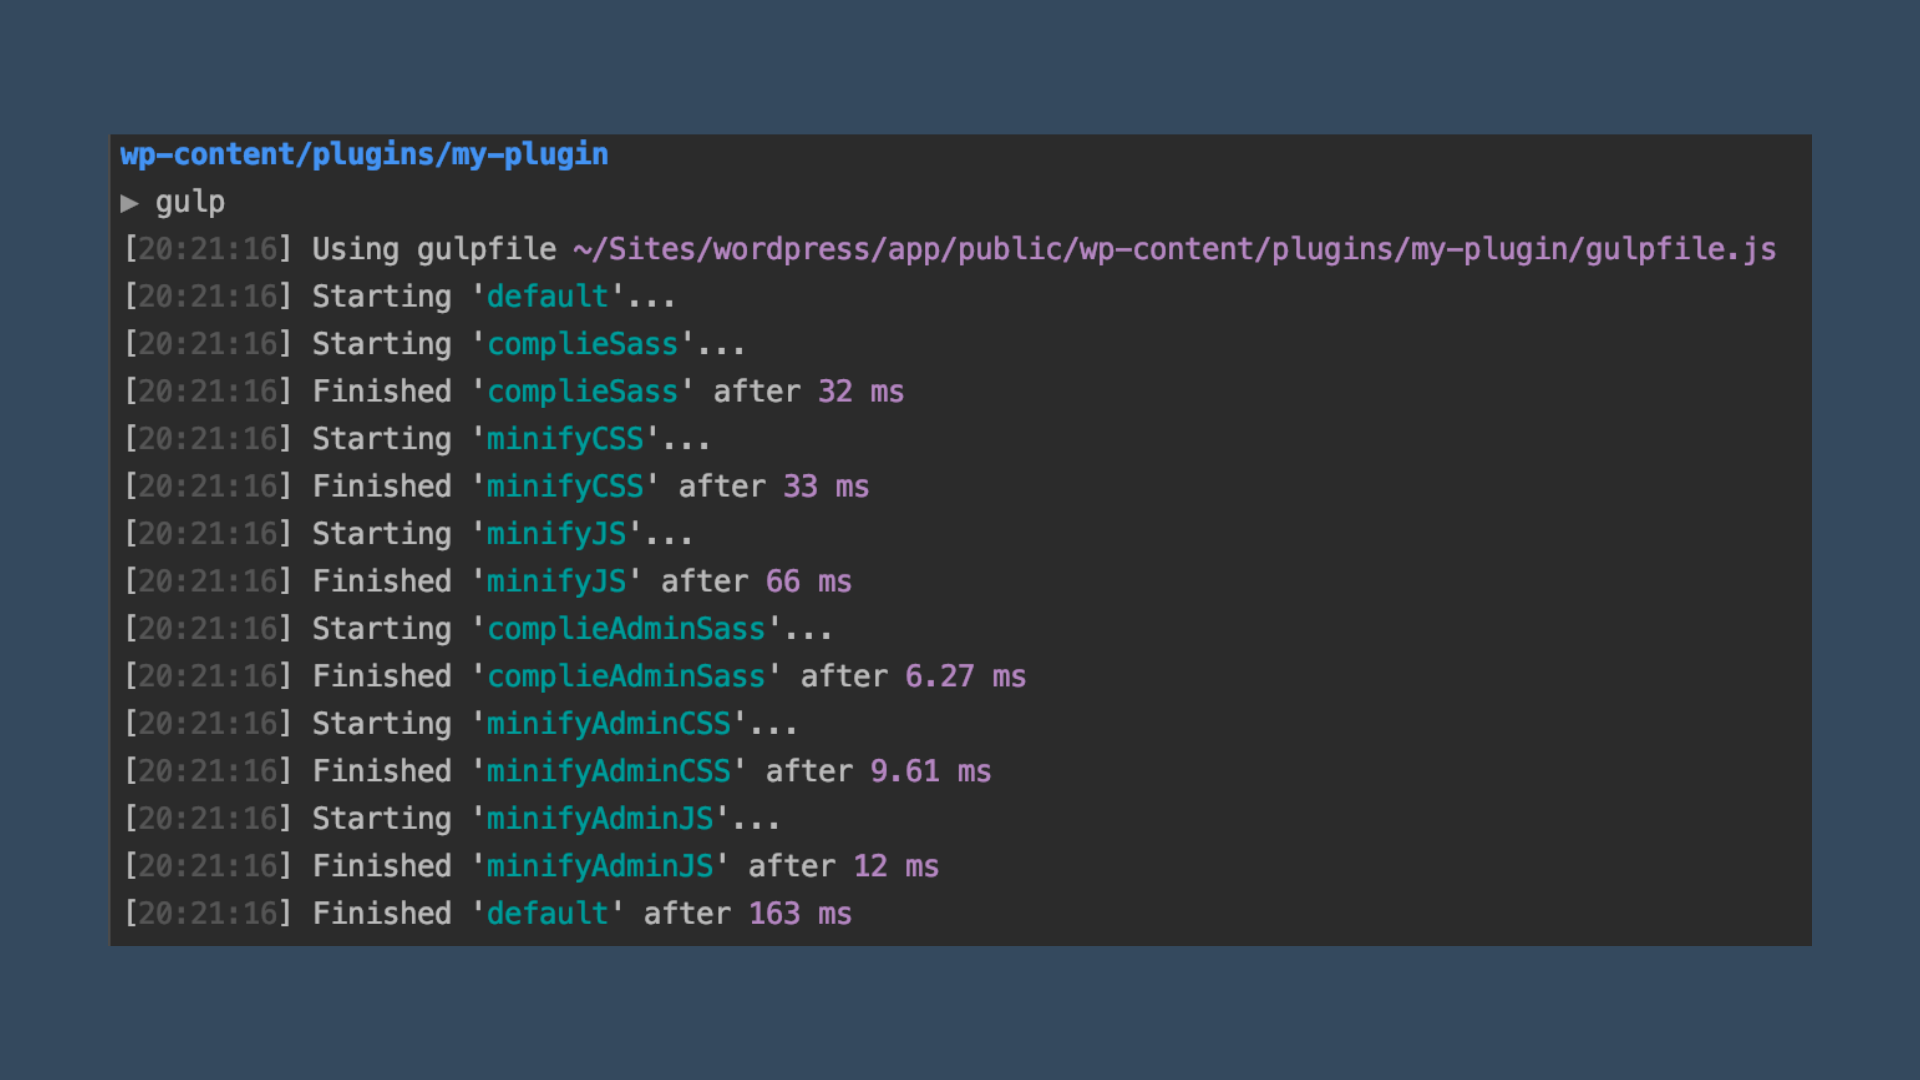 wp-content/plugins/my-plugin
▶ gulp
[20:21:16] Using gulpfile ~/Sites/wordpress/app/public/wp-content/plugins/my-plugin/gulpfile.js
[20:21:16] Starting 'default'...
[20:21:16] Starting 'complieSass'...
[20:21:16] Finished 'complieSass' after 32 ms
[20:21:16] Starting 'minifyCSS'...
[20:21:16] Finished 'minifyCSS' after 33 ms
[20:21:16] Starting 'minifyJS'...
[20:21:16] Finished 'minifyJS' after 66 ms
[20:21:16] Starting 'complieAdminSass'...
[20:21:16] Finished 'complieAdminSass' after 6.27 ms
[20:21:16] Starting 'minifyAdminCSS'...
[20:21:16] Finished 'minifyAdminCSS' after 9.61 ms
[20:21:16] Starting 'minifyAdminJS'...
[20:21:16] Finished 'minifyAdminJS' after 12 ms
[20:21:16] Finished 'default' after 163 ms